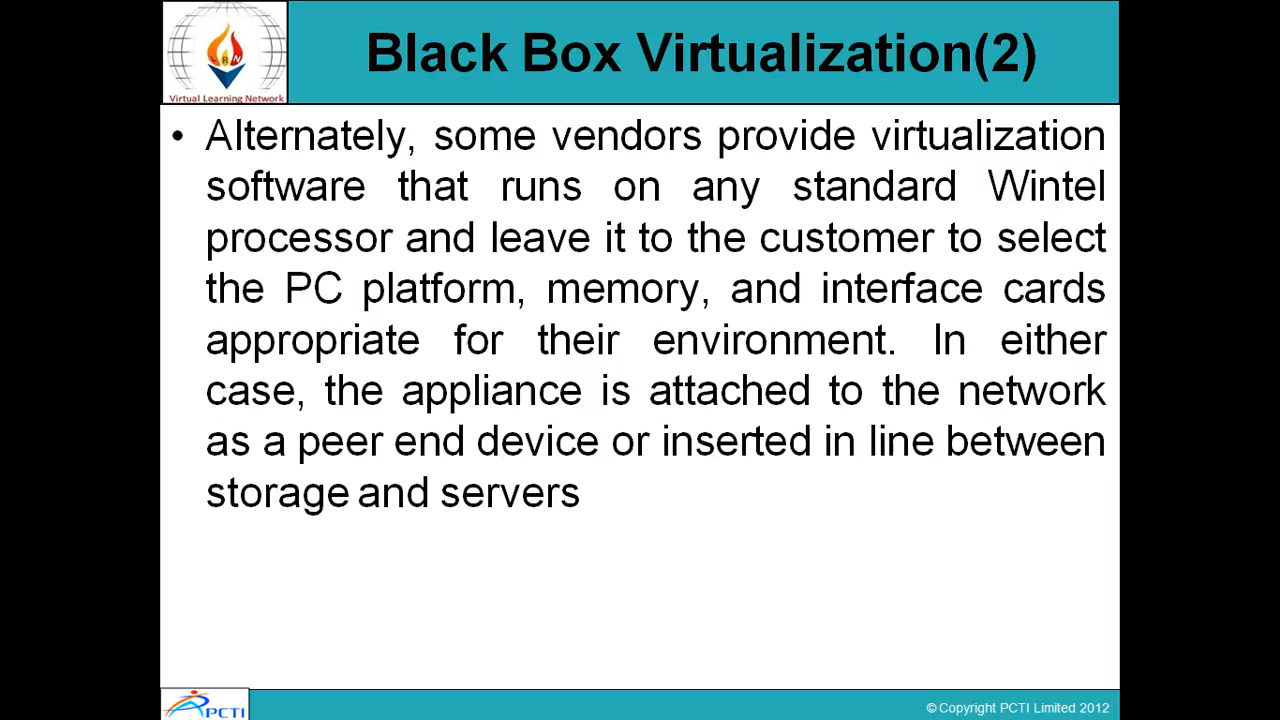 Black Box Virtualization(2)
Virtual Learning Network
• Alternately, some vendors provide virtualization
software that runs on any standard Wintel
processor and leave it to the customer to select
the PC platform, memory, and interface cards
appropriate for their environment. In either
case, the appliance is attached to the network
as a peer end device or inserted in line between
storage and servers
PCTI
© Copyright PCTI Limited 2012